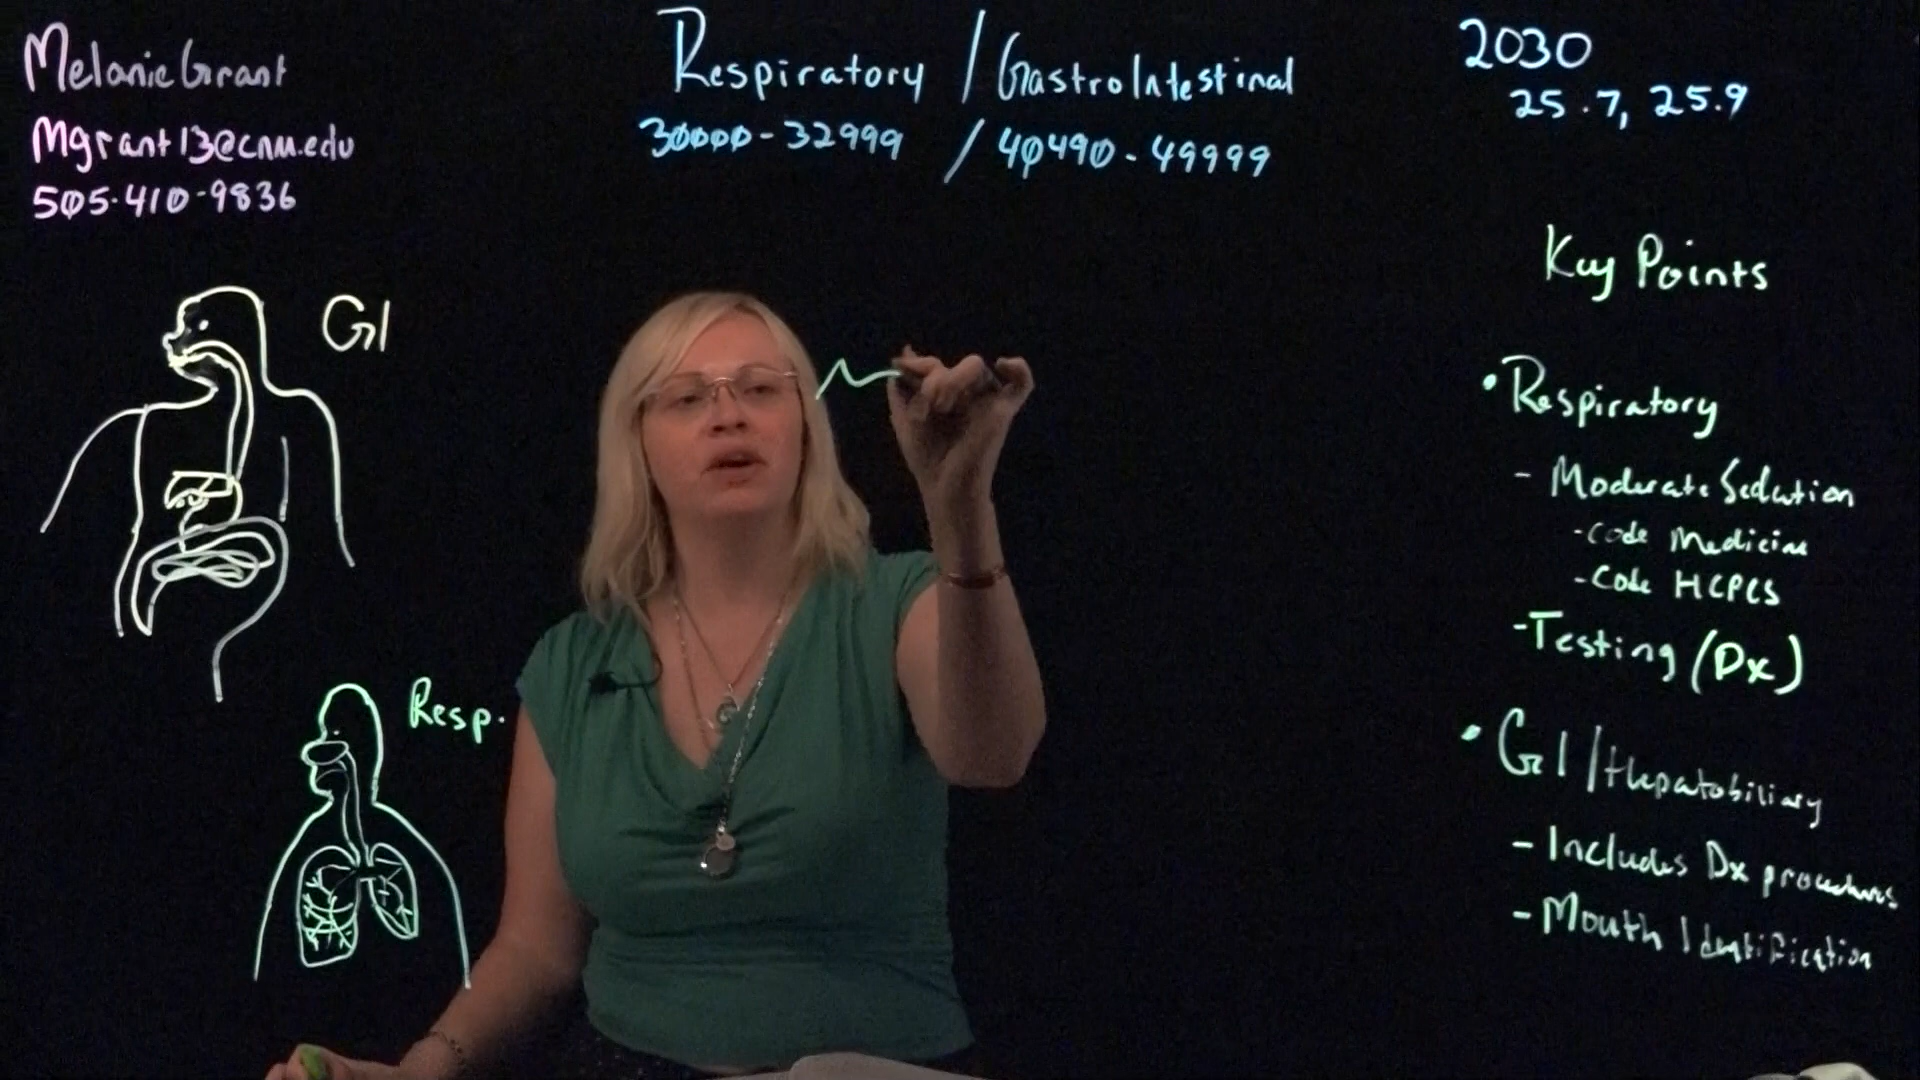 Melanie Grant
Mgrant13@cnm.edu
505-410-9836
Respiratory / GastroIntestinal
30000-32999 / 40490-49999
2030
25.7, 25.9
GI
Resp.
Key Points
• Respiratory
- Moderate Sedation
- Code Medicine
- Code HCPCS
- Testing (Dx)
• GI / Hepatobiliary
- Includes Dx procedures
- Mouth Identification